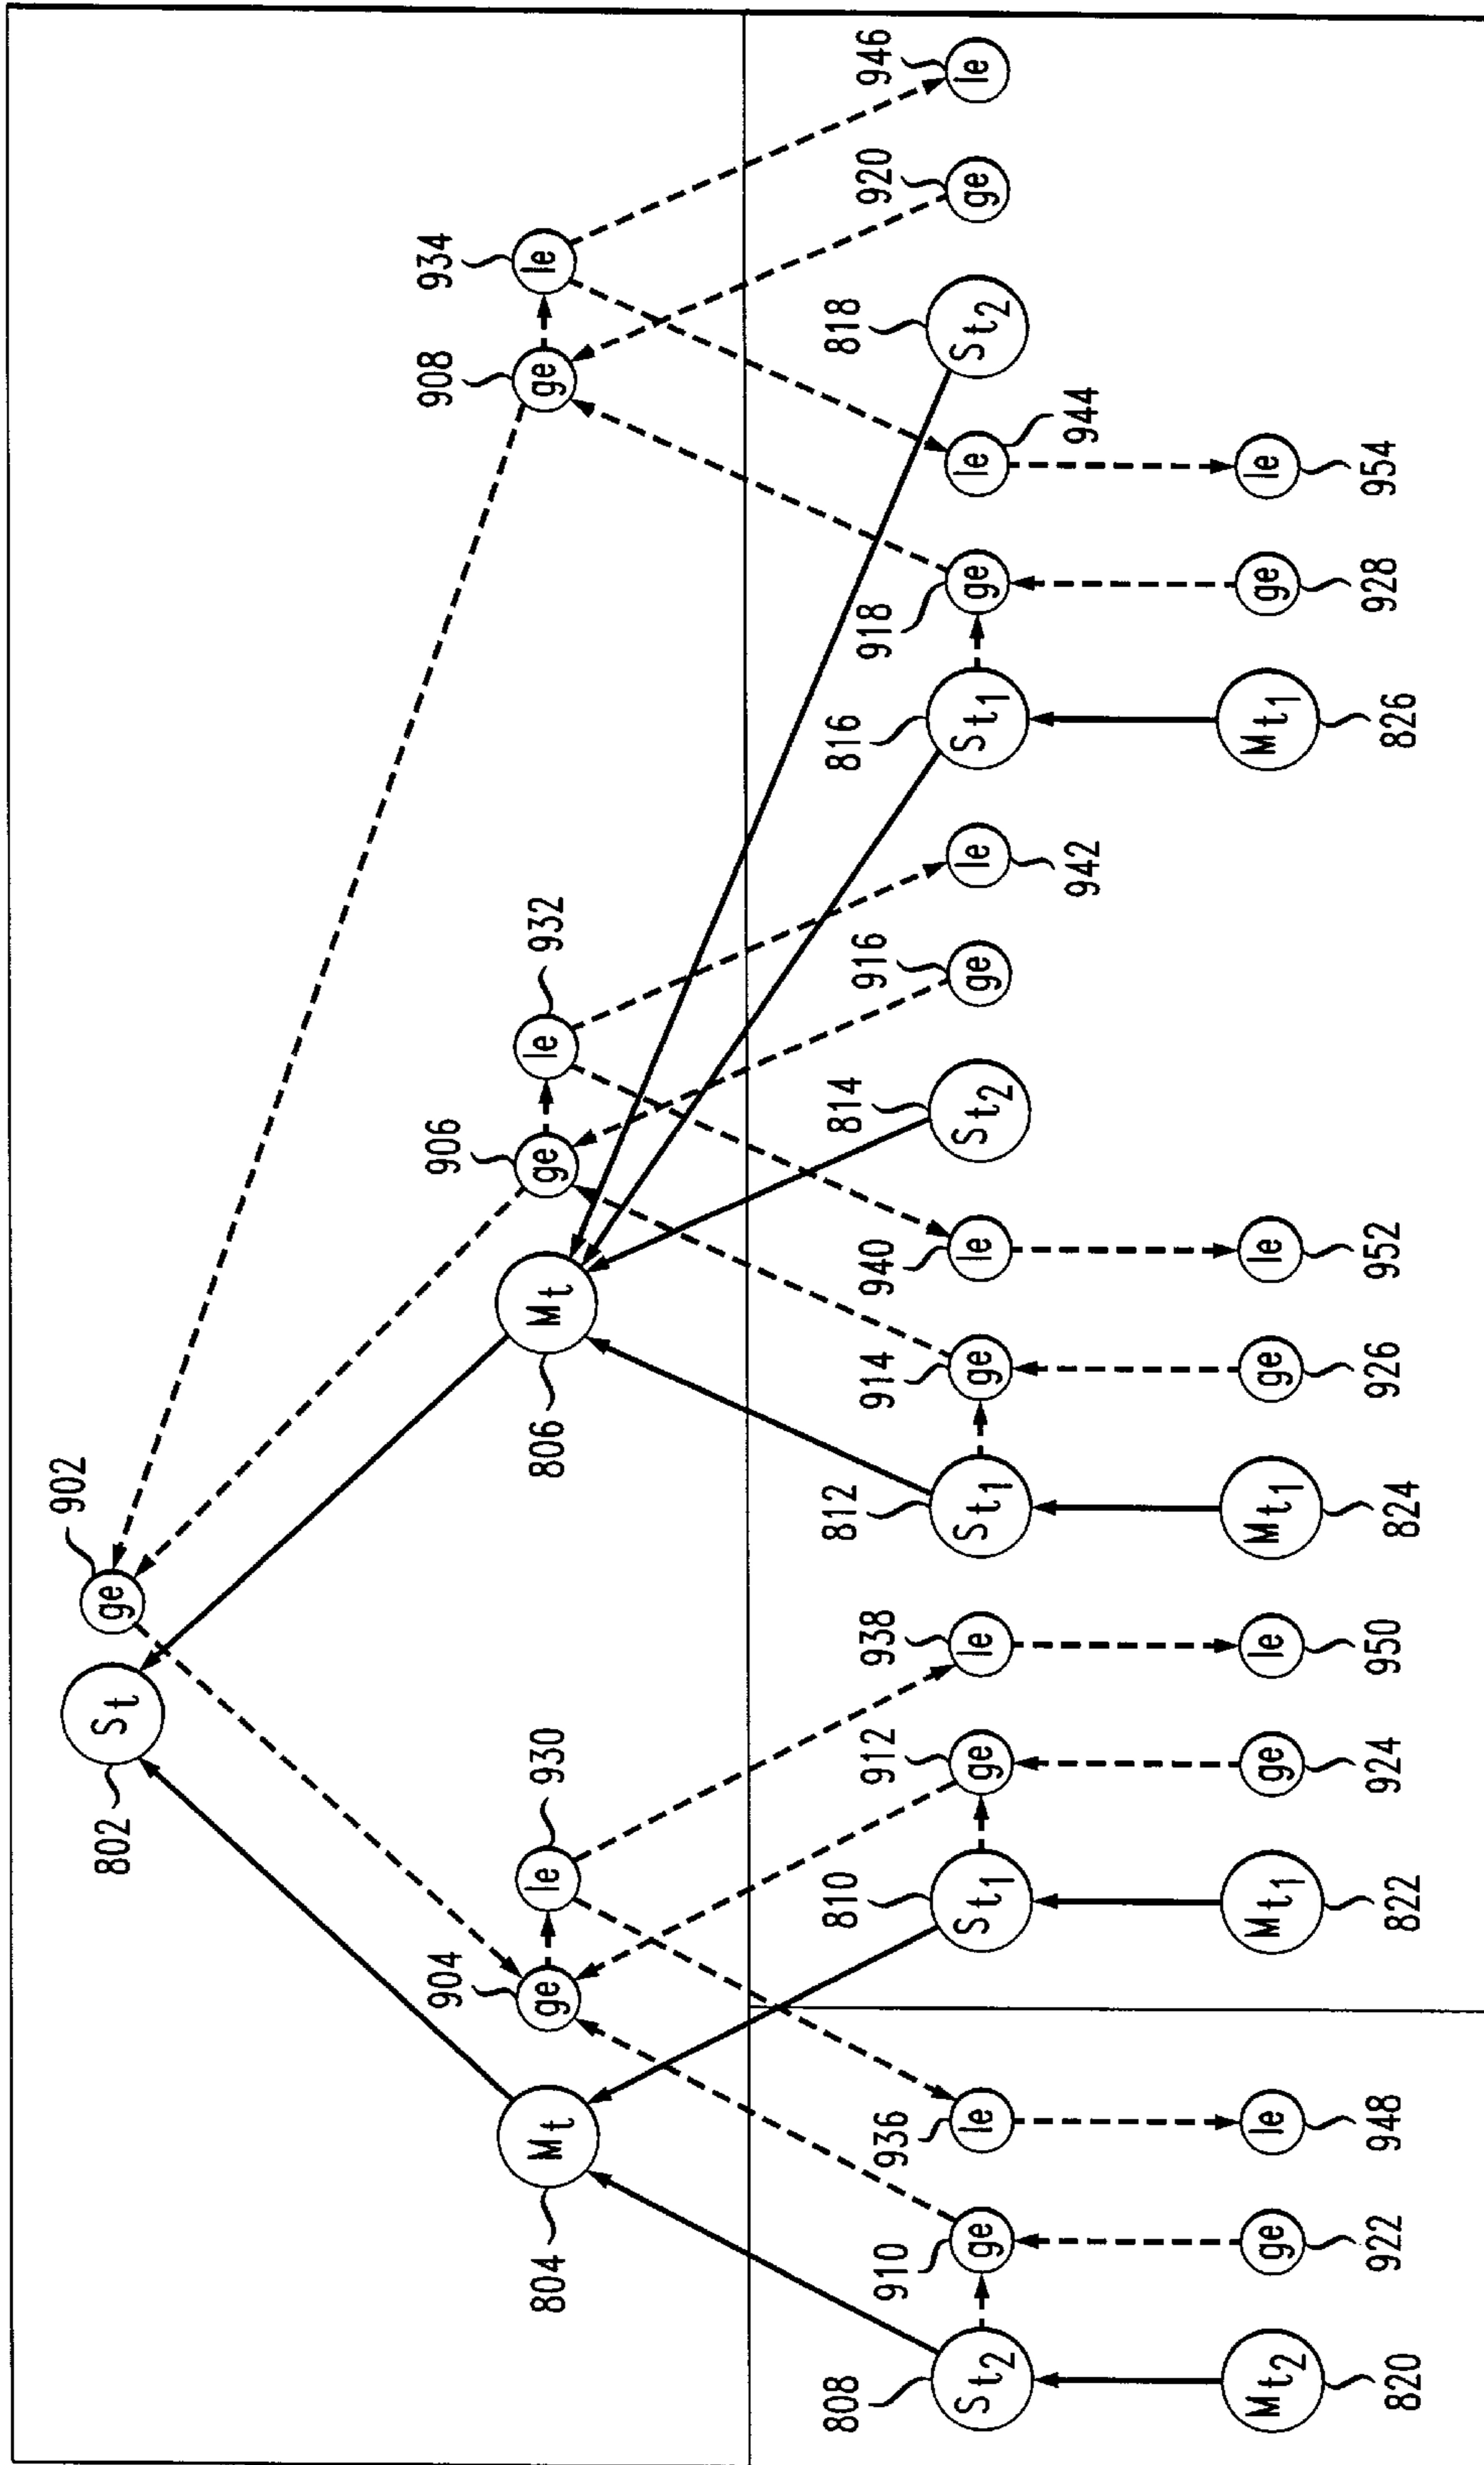 902
802 St ge
904 906 908 934
804 Mt ge le 930 806 Mt ge le 932 ge le
808 910 936 810 912 938 812 914 940 814 916 816 918 818 920 946
St2 ge le St1 ge le St1 ge le St2 ge le St1 ge le St2 ge le
942 944
Mt2 ge le Mt1 ge le Mt1 ge le Mt1 ge le
820 922 948 822 924 950 824 926 952 826 928 954